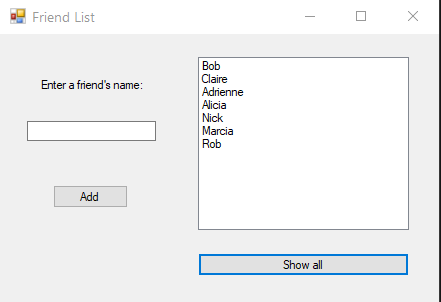 Friend List
Enter a friend's name:
Add
Bob
Claire
Adrienne
Alicia
Nick
Marcia
Rob
Show all